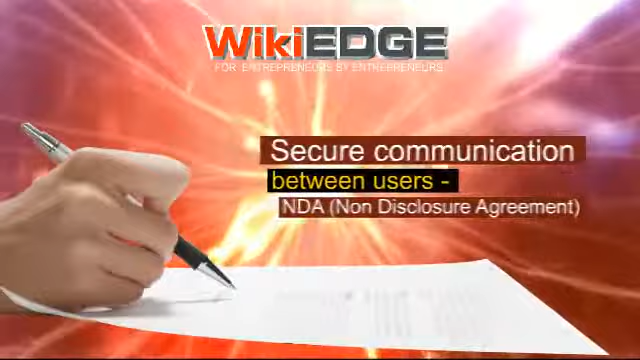 WikiEDGE
FOR ENTREPRENEURS BY ENTREPRENEURS
Secure communication
between users -
NDA (Non Disclosure Agreement)